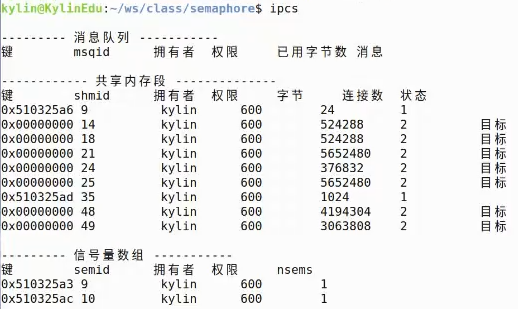 kylin@KylinEdu:~/ws/class/semaphore$ ipcs
--------- 消息队列 -----------
键 msqid 拥有者 权限 已用字节数 消息
------------ 共享内存段 --------------
键 shmid 拥有者 权限 字节 连接数 状态
0x510325a6 9 kylin 600 24 1
0x00000000 14 kylin 600 524288 2 目标
0x00000000 18 kylin 600 524288 2 目标
0x00000000 21 kylin 600 5652480 2 目标
0x00000000 24 kylin 600 376832 2 目标
0x00000000 25 kylin 600 5652480 2 目标
0x510325ad 35 kylin 600 1024 1
0x00000000 48 kylin 600 4194304 2 目标
0x00000000 49 kylin 600 3063808 2 目标
--------- 信号量数组 -----------
键 semid 拥有者 权限 nsems
0x510325a3 9 kylin 600 1
0x510325ac 10 kylin 600 1